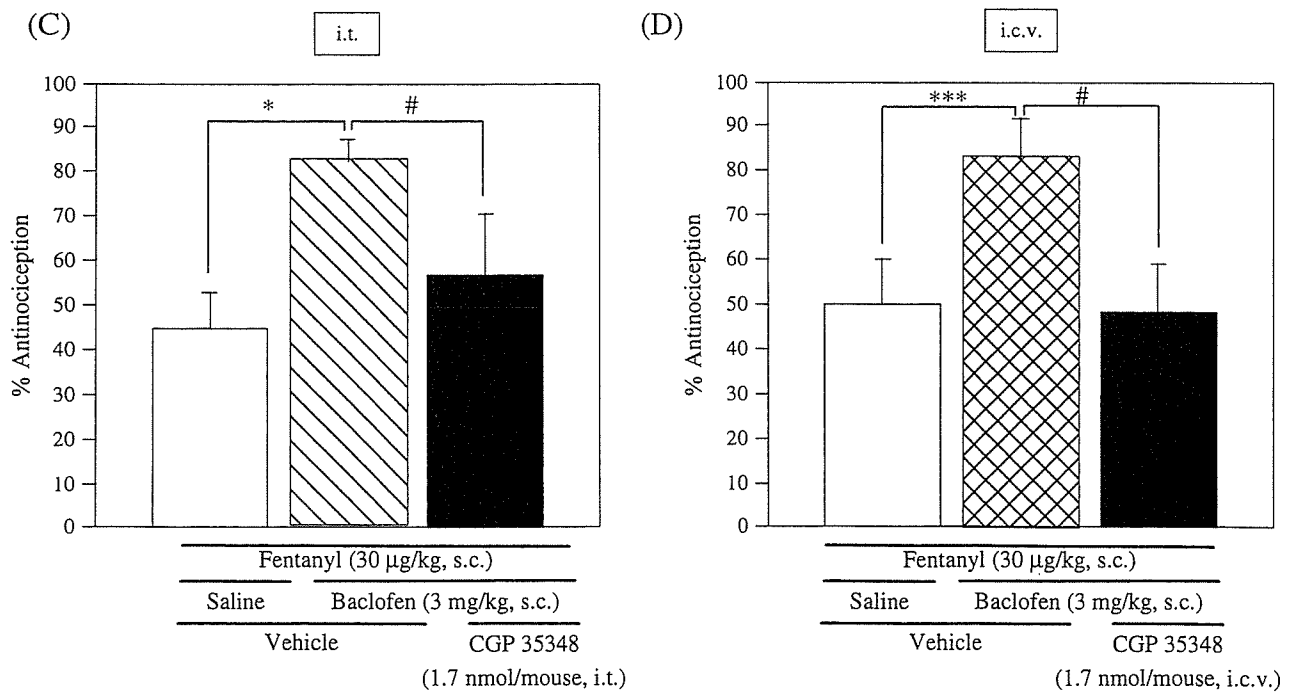 (C)
i.t.
100
90
80
70
60
50
40
30
20
10
0
% Antinociception
*
#
Fentanyl (30 μg/kg, s.c.)
Saline Baclofen (3 mg/kg, s.c.)
Vehicle CGP 35348
(1.7 nmol/mouse, i.t.)
(D)
i.c.v.
100
90
80
70
60
50
40
30
20
10
0
% Antinociception
***
#
Fentanyl (30 μg/kg, s.c.)
Saline Baclofen (3 mg/kg, s.c.)
Vehicle CGP 35348
(1.7 nmol/mouse, i.c.v.)